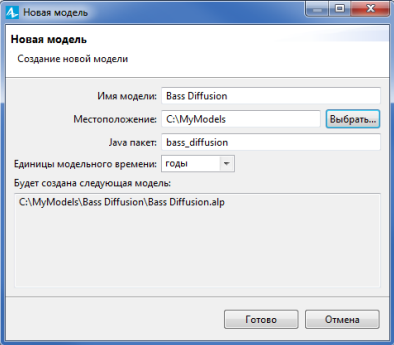 Новая модель
Новая модель
Создание новой модели
Имя модели: Bass Diffusion
Местоположение: C:\MyModels Выбрать...
Java пакет: bass_diffusion
Единицы модельного времени: годы
Будет создана следующая модель:
C:\MyModels\Bass Diffusion\Bass Diffusion.alp
Готово Отмена